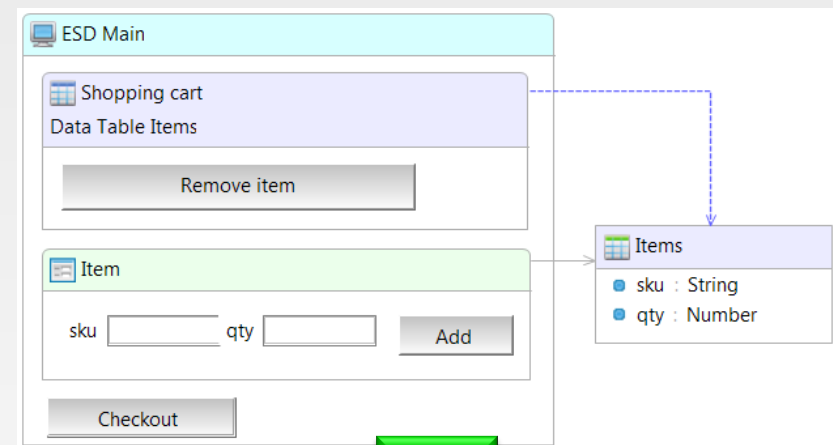 ESD Main
Shopping cart
Data Table Items
Remove item
Item
sku qty Add
Checkout
Items
sku : String
qty : Number